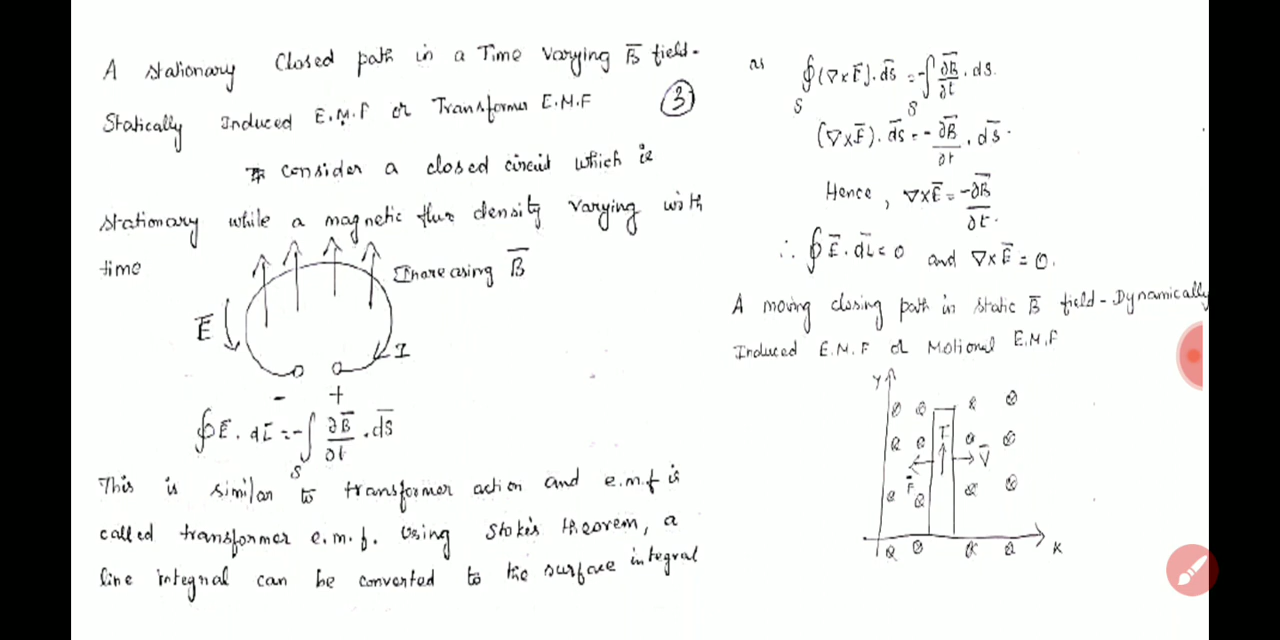 A stationary closed path in a Time varying B̅ field -
Statically Induced E.M.F or Transformer E.M.F ③
consider a closed circuit which is
stationary while a magnetic flux density varying with
time
Increasing B̅
E̅
I
- +
∮E̅. dL̅ = -∫ ∂B̅/∂t . dS̅
S
This is similar to transformer action and e.m.f is
called transformer e.m.f. Using Stoke's theorem, a
line integral can be converted to the surface integral
as ∮(∇×E̅). dS̅ = -∫ ∂B̅/∂t . dS.
S S
(∇×E̅). dS̅ = -∂B̅/∂t . dS̅.
Hence, ∇×E̅ = -∂B̅/∂t.
∴ ∮E̅. dL̅ = 0 and ∇×E̅ = 0.
A moving closing path in static B̅ field - Dynamically
Induced E.M.F or Motional E.M.F
Y
I
V̅
F̅
X